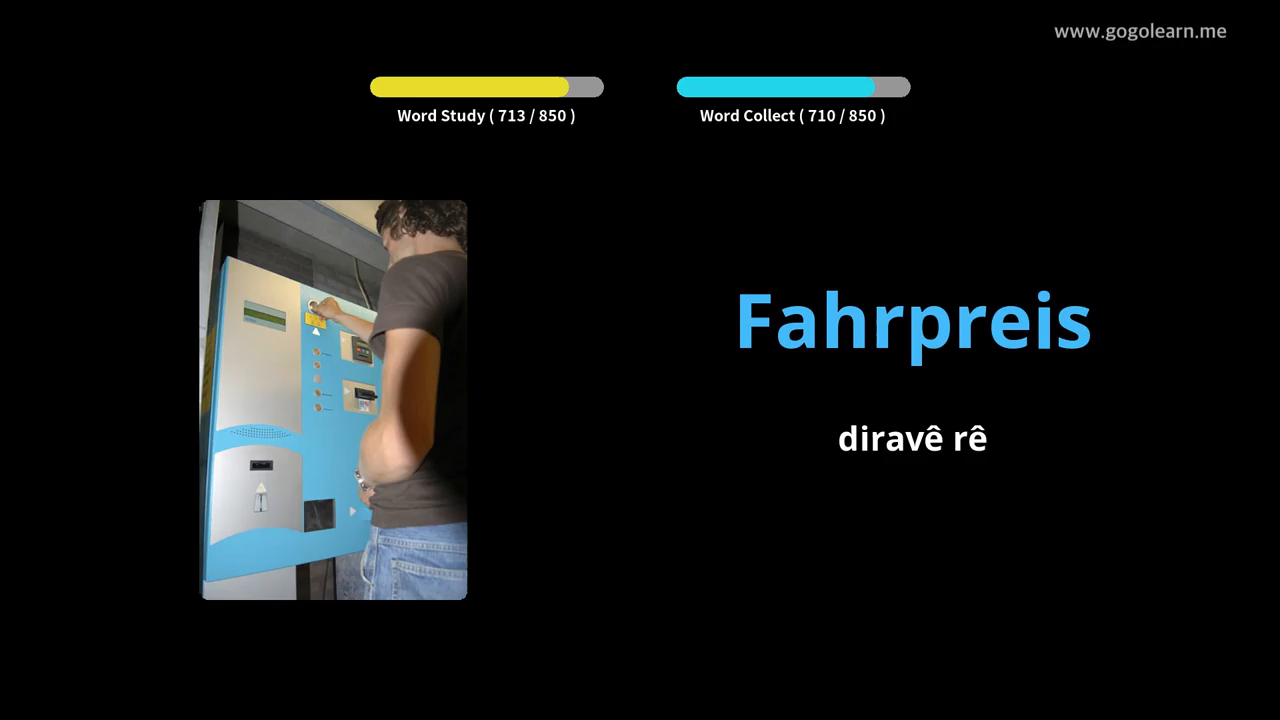 www.gogolearn.me
Word Study ( 713 / 850 )
Word Collect ( 710 / 850 )
Fahrpreis
diravê rê